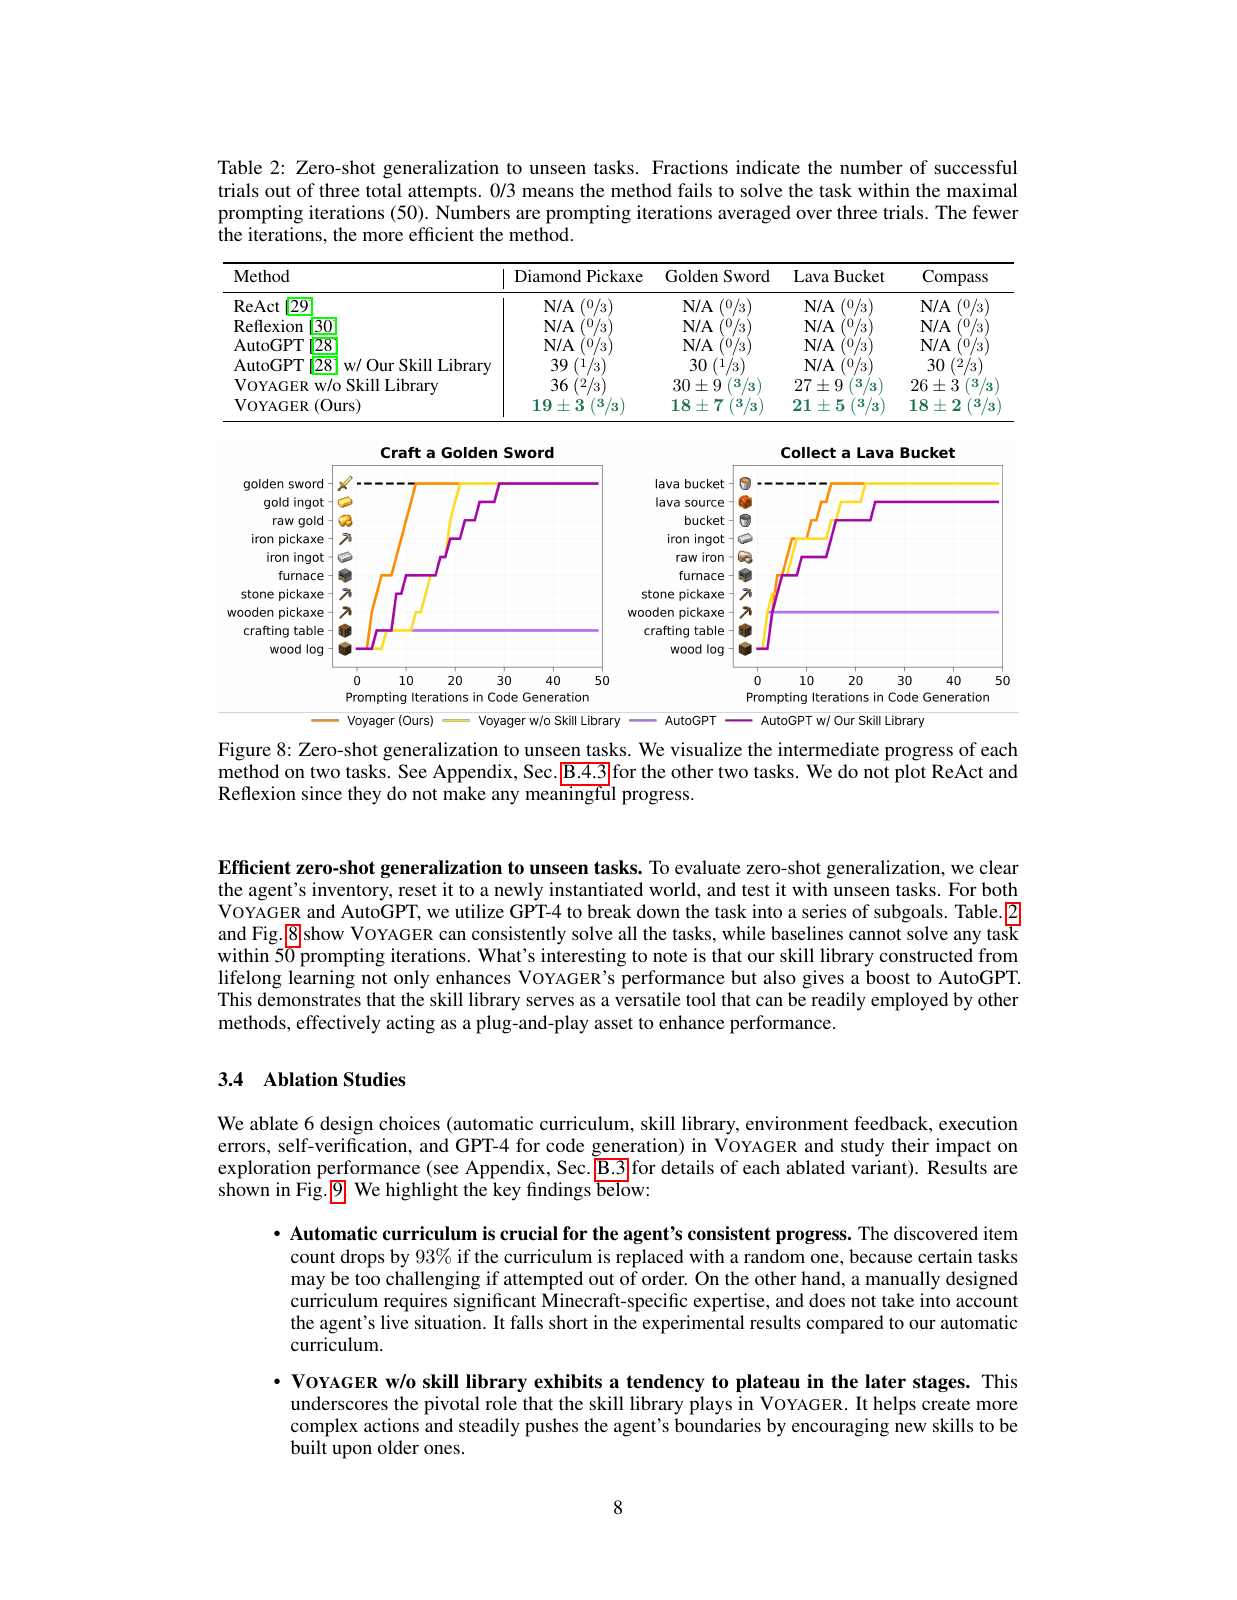 Table 2: Zero-shot generalization to unseen tasks. Fractions indicate the number of successful
trials out of three total attempts. 0/3 means the method fails to solve the task within the maximal
prompting iterations (50). Numbers are prompting iterations averaged over three trials. The fewer
the iterations, the more efficient the method.
Method Diamond Pickaxe Golden Sword Lava Bucket Compass
ReAct [29] N/A (0/3) N/A (0/3) N/A (0/3) N/A (0/3)
Reflexion [30] N/A (0/3) N/A (0/3) N/A (0/3) N/A (0/3)
AutoGPT [28] N/A (0/3) N/A (0/3) N/A (0/3) N/A (0/3)
AutoGPT [28] w/ Our Skill Library 39 (1/3) 30 (1/3) N/A (0/3) 30 (2/3)
VOYAGER w/o Skill Library 36 (2/3) 30 ± 9 (3/3) 27 ± 9 (3/3) 26 ± 3 (3/3)
VOYAGER (Ours) 19 ± 3 (3/3) 18 ± 7 (3/3) 21 ± 5 (3/3) 18 ± 2 (3/3)
Craft a Golden Sword
golden sword
gold ingot
raw gold
iron pickaxe
iron ingot
furnace
stone pickaxe
wooden pickaxe
crafting table
wood log
0 10 20 30 40 50
Prompting Iterations in Code Generation
Collect a Lava Bucket
lava bucket
lava source
bucket
iron ingot
raw iron
furnace
stone pickaxe
wooden pickaxe
crafting table
wood log
0 10 20 30 40 50
Prompting Iterations in Code Generation
Voyager (Ours) Voyager w/o Skill Library AutoGPT AutoGPT w/ Our Skill Library
Figure 8: Zero-shot generalization to unseen tasks. We visualize the intermediate progress of each
method on two tasks. See Appendix, Sec. B.4.3 for the other two tasks. We do not plot ReAct and
Reflexion since they do not make any meaningful progress.
Efficient zero-shot generalization to unseen tasks. To evaluate zero-shot generalization, we clear
the agent's inventory, reset it to a newly instantiated world, and test it with unseen tasks. For both
VOYAGER and AutoGPT, we utilize GPT-4 to break down the task into a series of subgoals. Table. 2
and Fig. 8 show VOYAGER can consistently solve all the tasks, while baselines cannot solve any task
within 50 prompting iterations. What's interesting to note is that our skill library constructed from
lifelong learning not only enhances VOYAGER's performance but also gives a boost to AutoGPT.
This demonstrates that the skill library serves as a versatile tool that can be readily employed by other
methods, effectively acting as a plug-and-play asset to enhance performance.
3.4 Ablation Studies
We ablate 6 design choices (automatic curriculum, skill library, environment feedback, execution
errors, self-verification, and GPT-4 for code generation) in VOYAGER and study their impact on
exploration performance (see Appendix, Sec. B.3 for details of each ablated variant). Results are
shown in Fig. 9. We highlight the key findings below:
• Automatic curriculum is crucial for the agent's consistent progress. The discovered item
count drops by 93% if the curriculum is replaced with a random one, because certain tasks
may be too challenging if attempted out of order. On the other hand, a manually designed
curriculum requires significant Minecraft-specific expertise, and does not take into account
the agent's live situation. It falls short in the experimental results compared to our automatic
curriculum.
• VOYAGER w/o skill library exhibits a tendency to plateau in the later stages. This
underscores the pivotal role that the skill library plays in VOYAGER. It helps create more
complex actions and steadily pushes the agent's boundaries by encouraging new skills to be
built upon older ones.
8